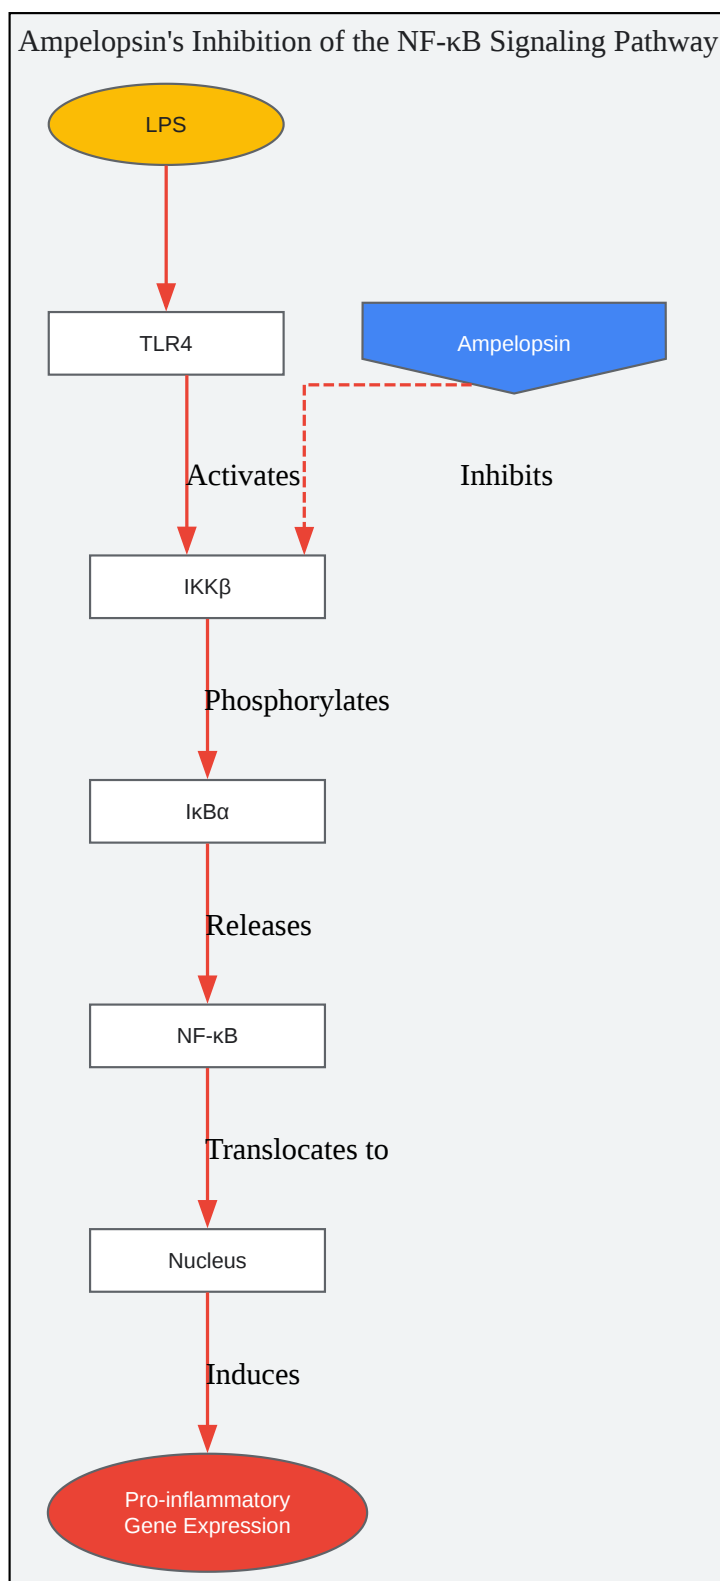 Ampelopsin's Inhibition of the NF-κB Signaling Pathway
LPS
TLR4
Ampelopsin
Activates
Inhibits
IKKβ
Phosphorylates
IκBα
Releases
NF-κB
Translocates to
Nucleus
Induces
Pro-inflammatory
Gene Expression